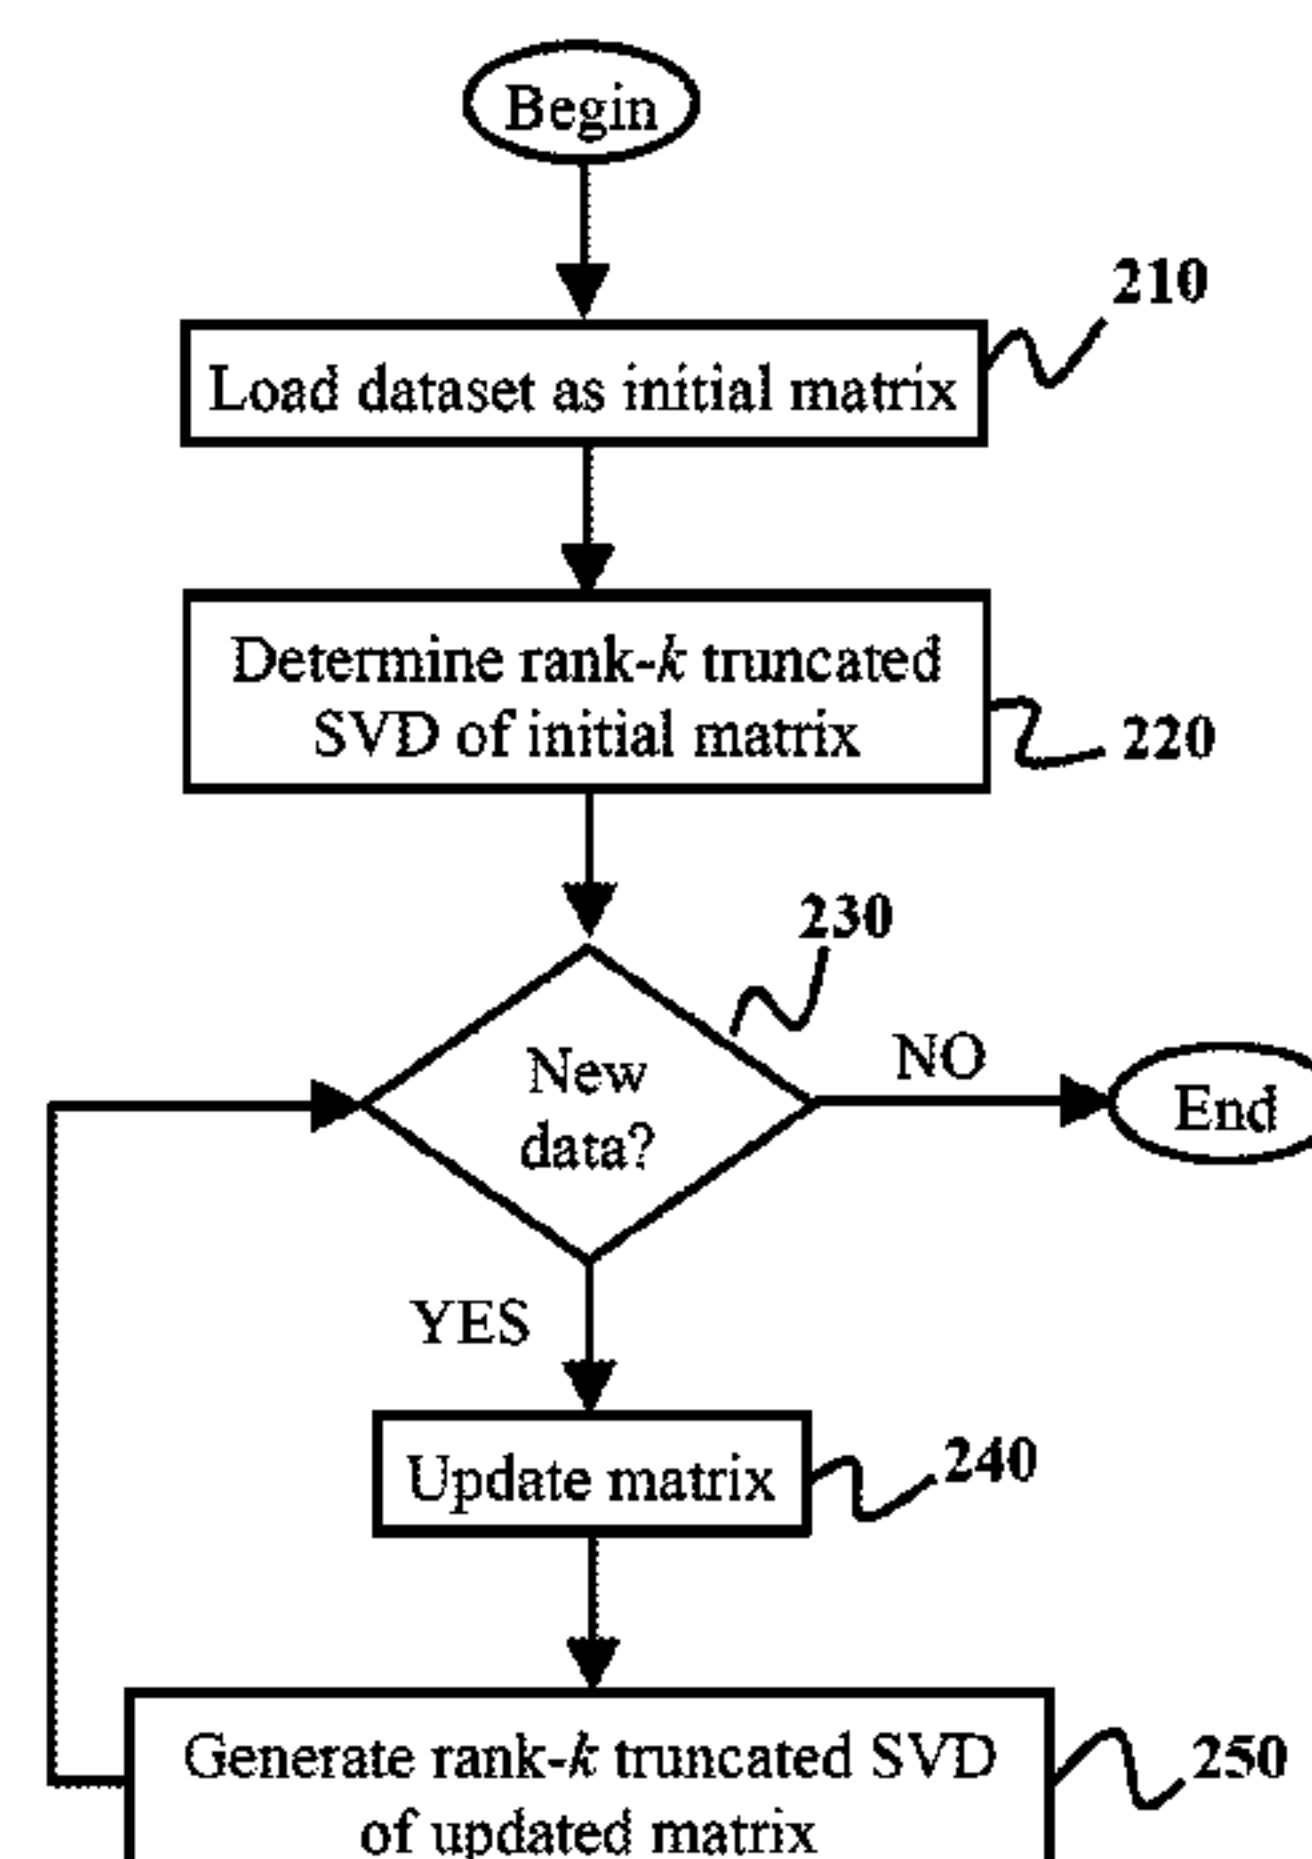 Begin
210
Load dataset as initial matrix
Determine rank-k truncated
SVD of initial matrix
220
230
New
data?
NO
End
YES
Update matrix
240
Generate rank-k truncated SVD
of updated matrix
250